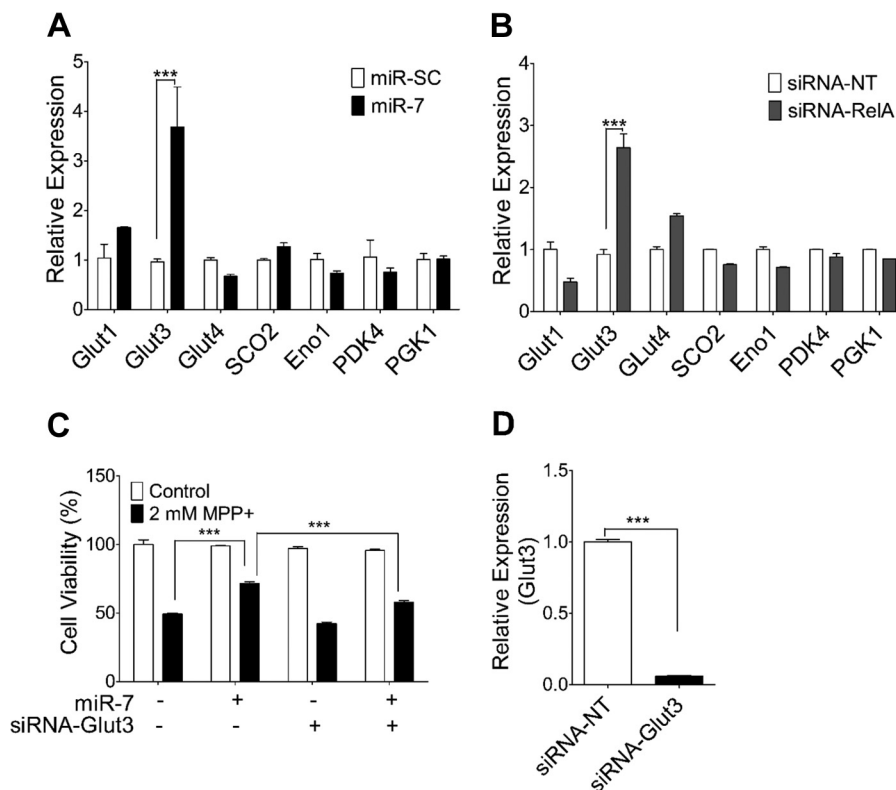 A
Relative Expression
5
4
3
2
1
0
***
miR-SC
miR-7
Glut1
Glut3
Glut4
SCO2
Eno1
PDK4
PGK1
B
Relative Expression
4
3
2
1
0
***
siRNA-NT
siRNA-RelA
Glut1
Glut3
GLut4
SCO2
Eno1
PDK4
PGK1
C
Cell Viability (%)
150
100
50
0
Control
2 mM MPP+
***
***
miR-7 - + - +
siRNA-Glut3 - - + +
D
Relative Expression
(Glut3)
1.5
1.0
0.5
0.0
***
siRNA-NT
siRNA-Glut3